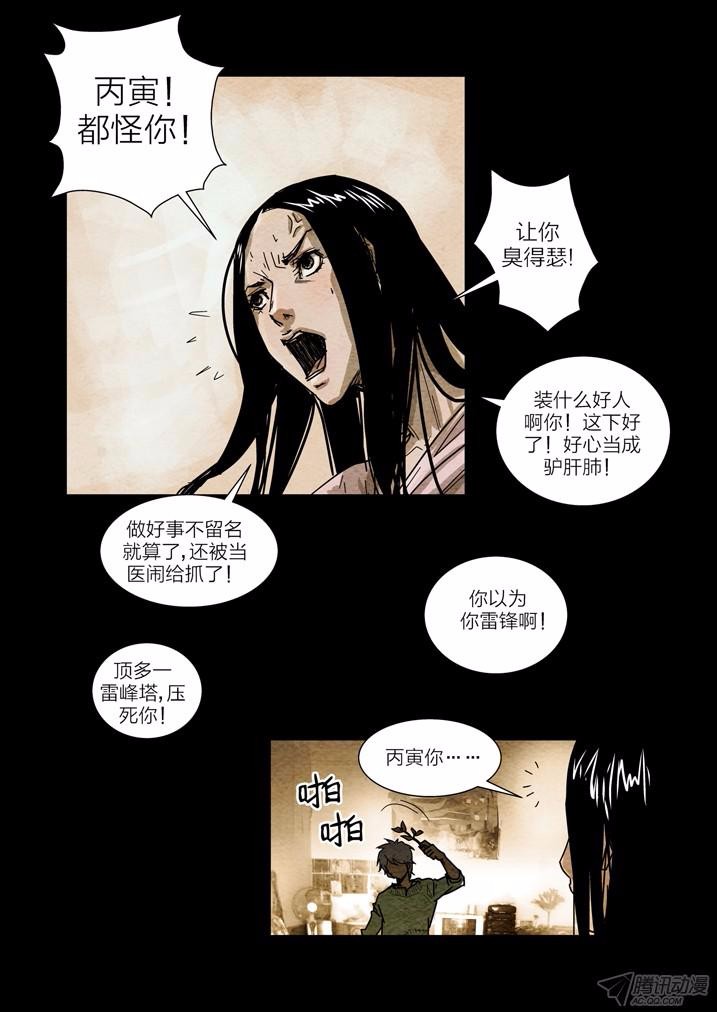 丙寅!
都怪你!
让你
臭得瑟!
装什么好人
啊你!这下好
了!好心当成
驴肝肺!
做好事不留名
就算了,还被当
医闹给抓了!
你以为
你雷锋啊!
顶多一
雷峰塔,压
死你!
丙寅你……
啪
啪
腾讯动漫
AC.QQ.COM